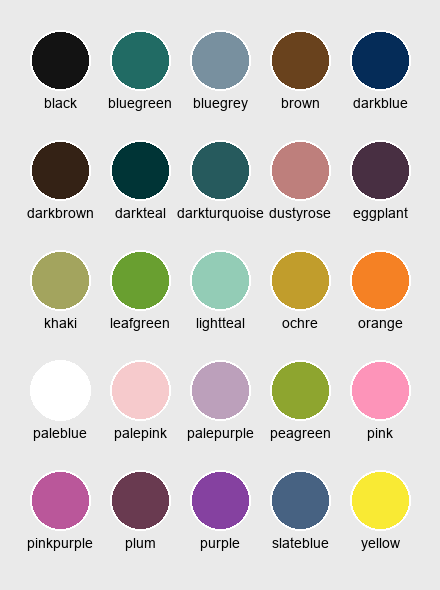 black bluegreen bluegrey brown darkblue
darkbrown darkteal darkturquoise dustyrose eggplant
khaki leafgreen lightteal ochre orange
paleblue palepink palepurple peagreen pink
pinkpurple plum purple slateblue yellow